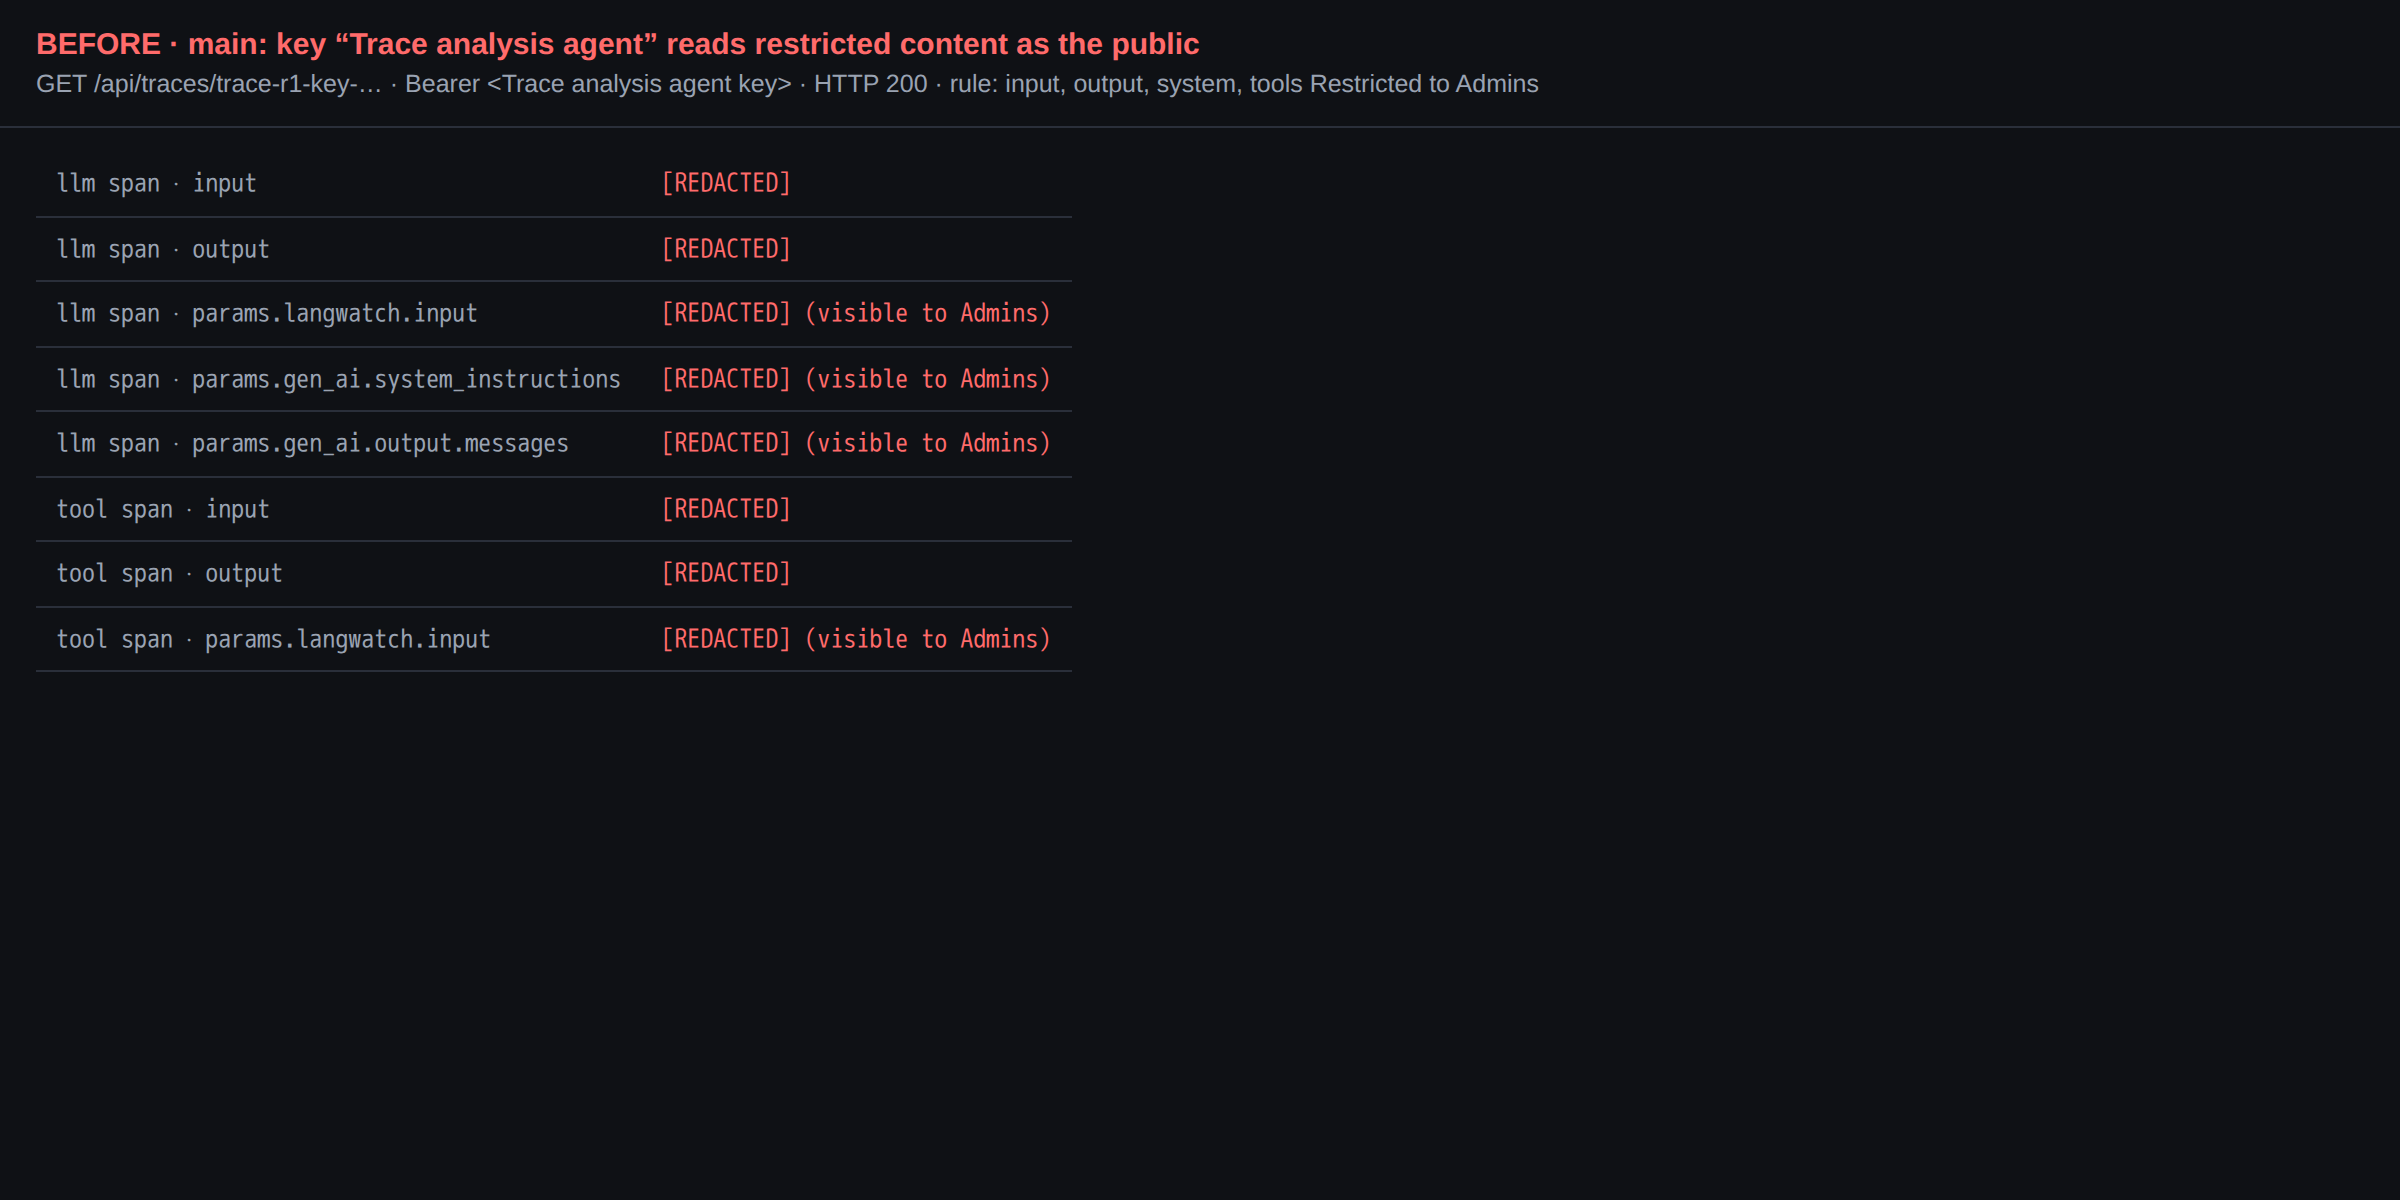 BEFORE · main: key “Trace analysis agent” reads restricted content as the public
GET /api/traces/trace-r1-key-… · Bearer <Trace analysis agent key> · HTTP 200 · rule: input, output, system, tools Restricted to Admins
llm span · input [REDACTED]
llm span · output [REDACTED]
llm span · params.langwatch.input [REDACTED] (visible to Admins)
llm span · params.gen_ai.system_instructions [REDACTED] (visible to Admins)
llm span · params.gen_ai.output.messages [REDACTED] (visible to Admins)
tool span · input [REDACTED]
tool span · output [REDACTED]
tool span · params.langwatch.input [REDACTED] (visible to Admins)